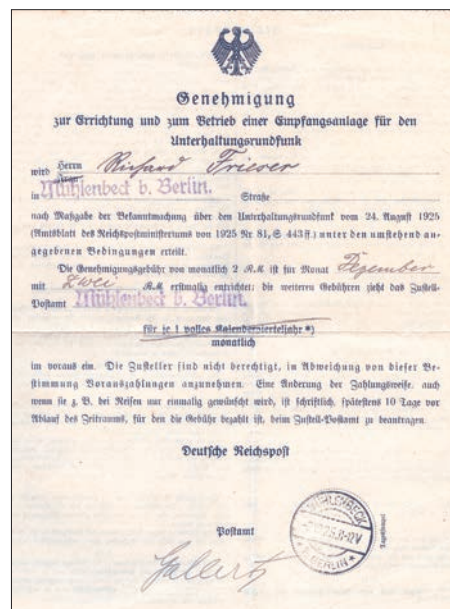 Genehmigung
zur Errichtung und zum Betrieb einer Empfangsanlage für den
Unterhaltungsrundfunk
wird Herrn Richard
in Mühlenbeck b. Berlin. Straße
nach Maßgabe der Bekanntmachung über den Unterhaltungsrundfunk vom 24. August 1925
(Amtsblatt des Reichspostministeriums von 1925 Nr 81, S 443 ff.) unter den umstehend an-
gegebenen Bedingungen erteilt.
Die Genehmigungsgebühr von monatlich 2 R.M. ist für Monat Dezember
mit Zwei R.M. erstmalig entrichtet; die weiteren Gebühren zieht das Zustell-
Postamt Mühlenbeck b. Berlin.
für je 1 volles Kalendervierteljahr *)
monatlich
im voraus ein. Die Zusteller sind nicht berechtigt, in Abweichung von dieser Be-
stimmung Vorauszahlungen anzunehmen. Eine Änderung der Zahlungsweise, auch
wenn sie z. B. bei Reisen nur einmalig gewünscht wird, ist schriftlich, spätestens 10 Tage vor
Ablauf des Zeitraums, für den die Gebühr bezahlt ist, beim Zustell-Postamt zu beantragen.
Deutsche Reichspost
Postamt
MÜHLENBECK
* B. BERLIN *
Tagesstempel